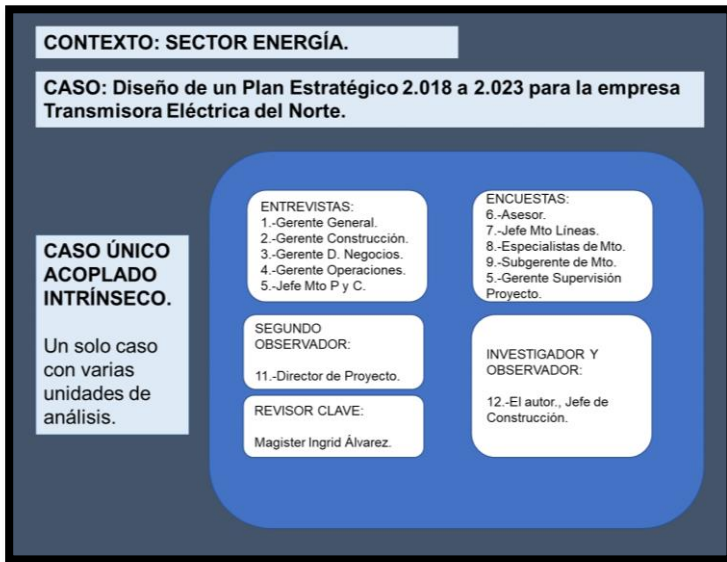 CONTEXTO: SECTOR ENERGÍA.
CASO: Diseño de un Plan Estratégico 2.018 a 2.023 para la empresa
Transmisora Eléctrica del Norte.
CASO ÚNICO
ACOPLADO
INTRÍNSECO.
Un solo caso
con varias
unidades de
análisis.
ENTREVISTAS:
1.-Gerente General.
2.-Gerente Construcción.
3.-Gerente D. Negocios.
4.-Gerente Operaciones.
5.-Jefe Mto P y C.
ENCUESTAS:
6.-Asesor.
7.-Jefe Mto Líneas.
8.-Especialistas de Mto.
9.-Subgerente de Mto.
5.-Gerente Supervisión
Proyecto.
SEGUNDO
OBSERVADOR:
11.-Director de Proyecto.
REVISOR CLAVE:
Magister Ingrid Álvarez.
INVESTIGADOR Y
OBSERVADOR:
12.-El autor., Jefe de
Construcción.